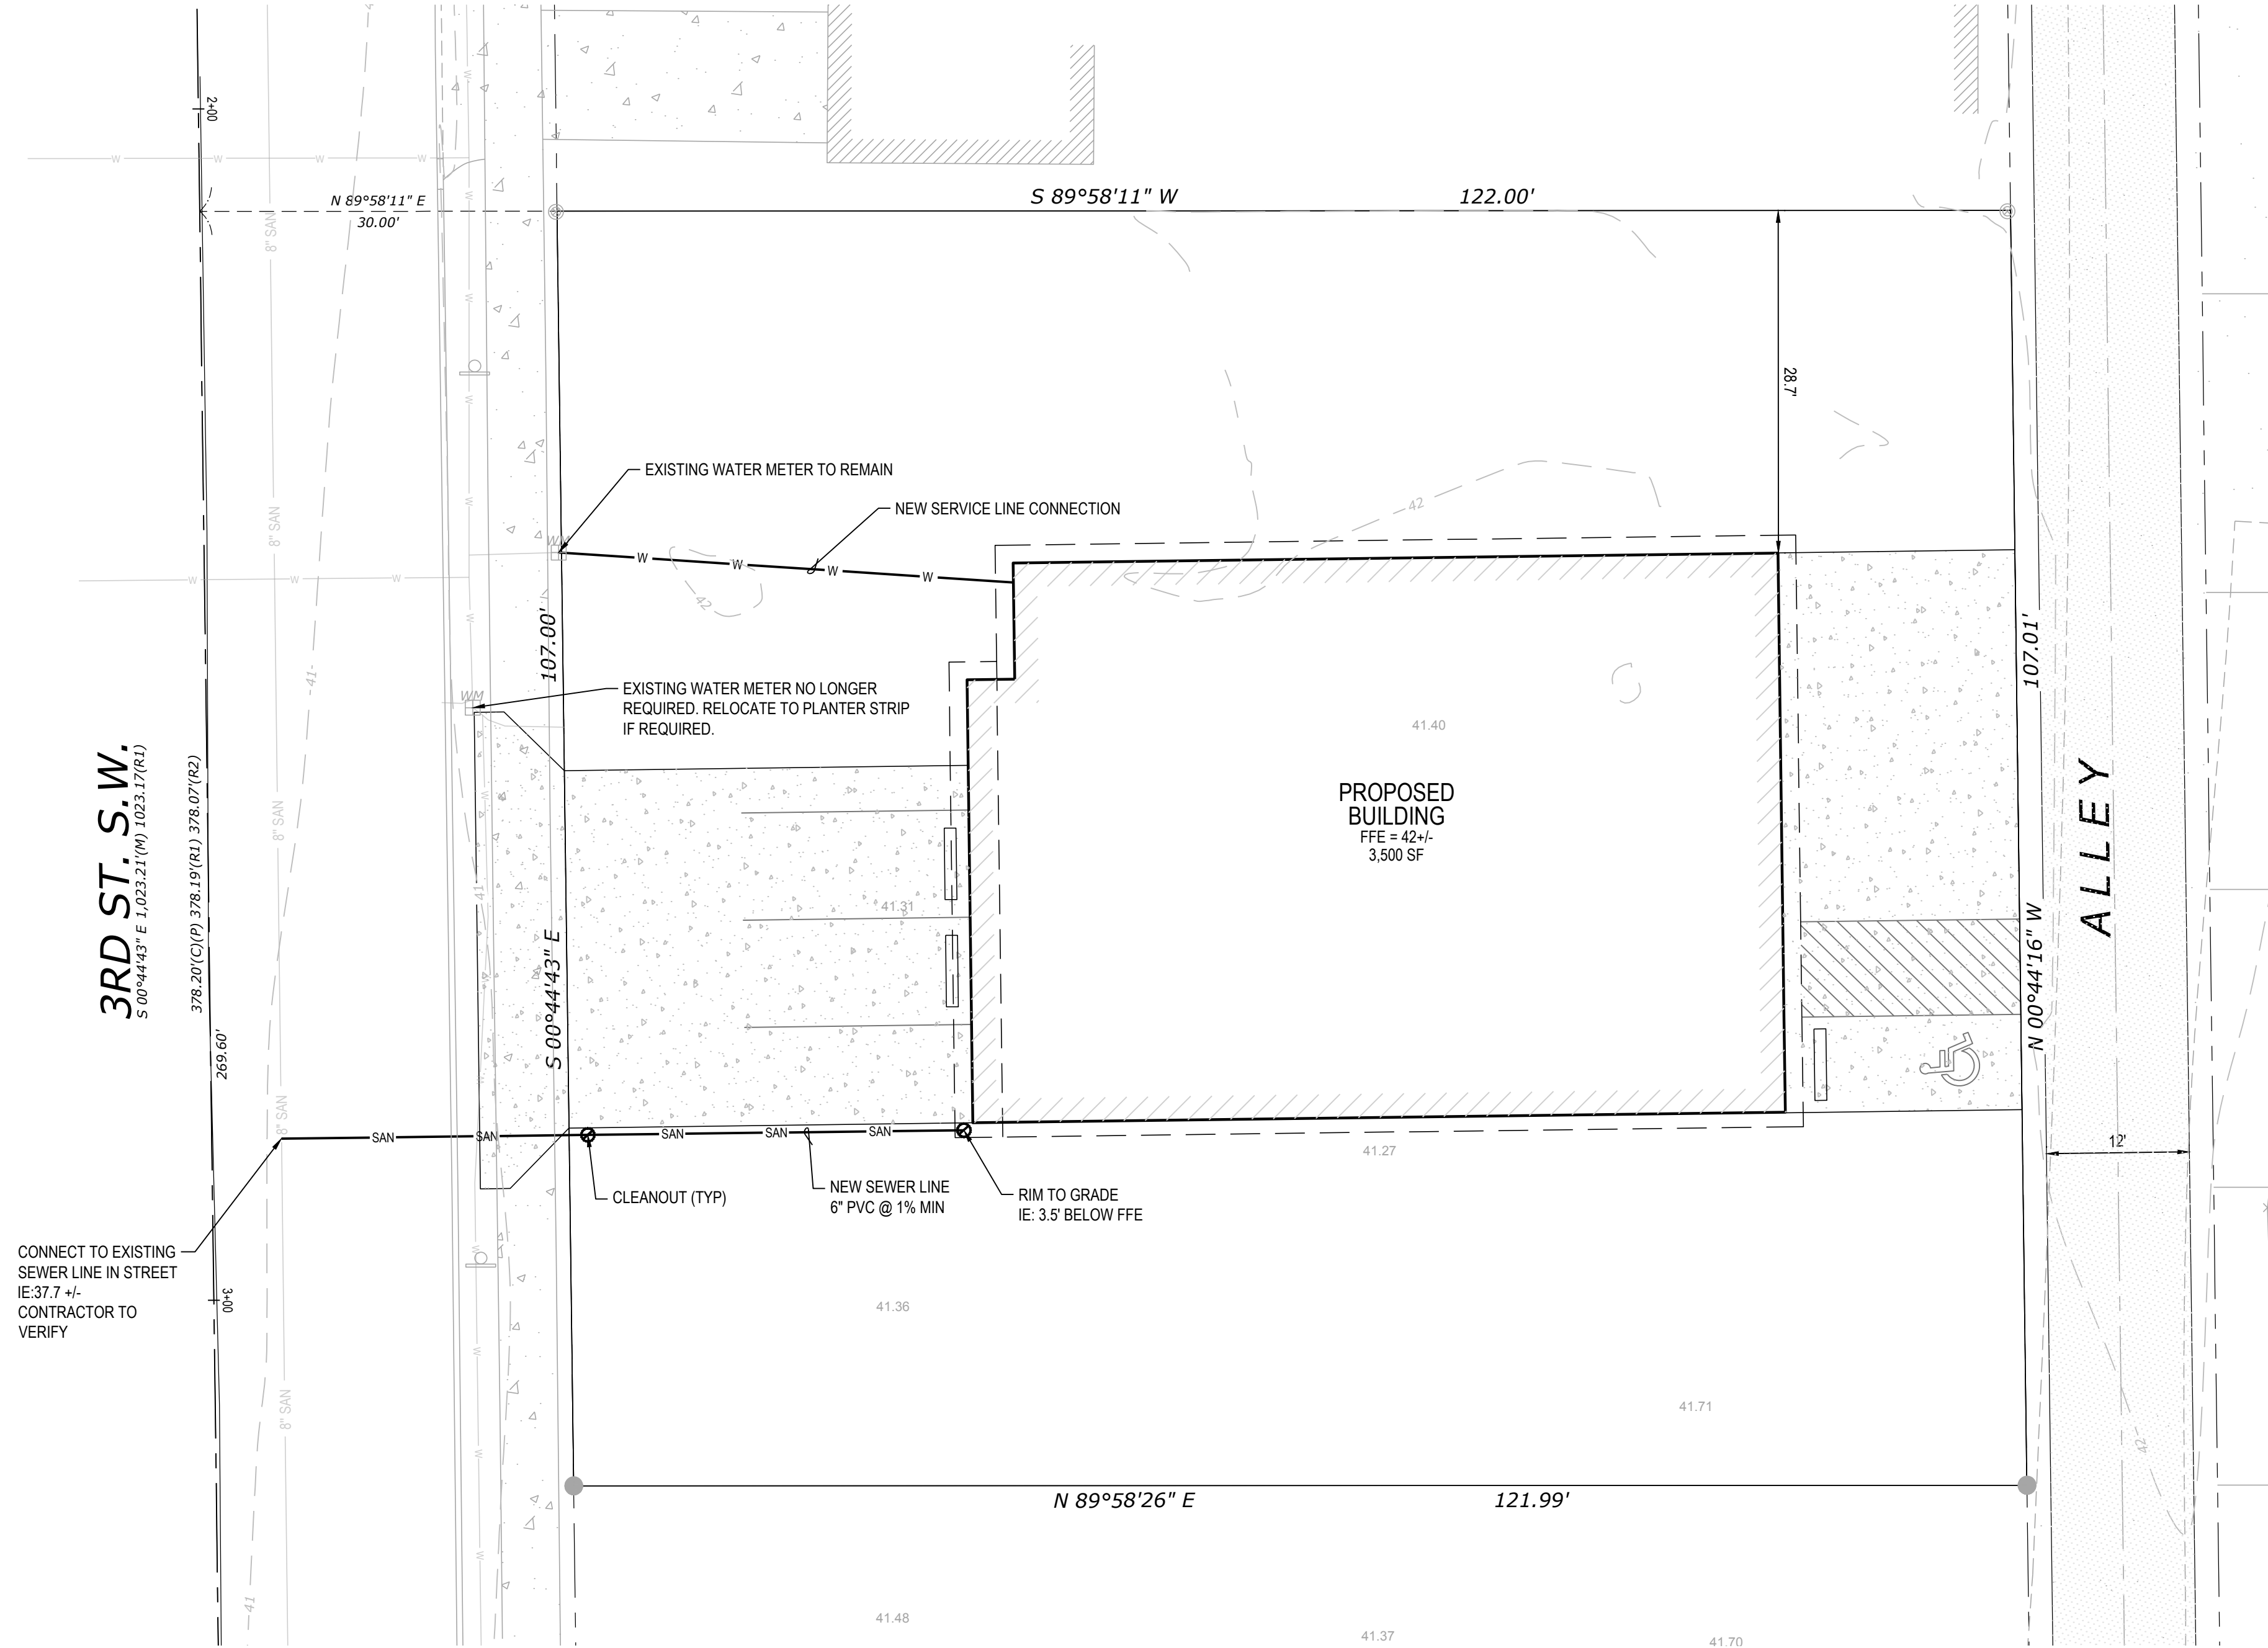 2+00
W W W W
N 89°58'11" E
30.00'
8" SAN
S 89°58'11" W 122.00'
28.7'
EXISTING WATER METER TO REMAIN
NEW SERVICE LINE CONNECTION
42
8" SAN
WM
W W W W
W W W
42
107.00'
107.01'
41
EXISTING WATER METER NO LONGER
REQUIRED. RELOCATE TO PLANTER STRIP
IF REQUIRED.
WM
41.40
3RD ST. S.W.
S 00°44'43" E 1,023.21'(M) 1023.17(R1)
378.20'(C)(P) 378.19'(R1) 378.07'(R2)
269.60'
8" SAN
41
41.31
PROPOSED
BUILDING
FFE = 42+/-
3,500 SF
ALLEY
S 00°44'43" E
N 00°44'16" W
8" SAN
SAN SAN SAN SAN SAN
41.27
12'
CLEANOUT (TYP)
NEW SEWER LINE
6" PVC @ 1% MIN
RIM TO GRADE
IE: 3.5' BELOW FFE
CONNECT TO EXISTING
SEWER LINE IN STREET
IE:37.7 +/-
CONTRACTOR TO
VERIFY
3+00
41.36
8" SAN
41.71
42
N 89°58'26" E 121.99'
41
41.48
41.37
41.70